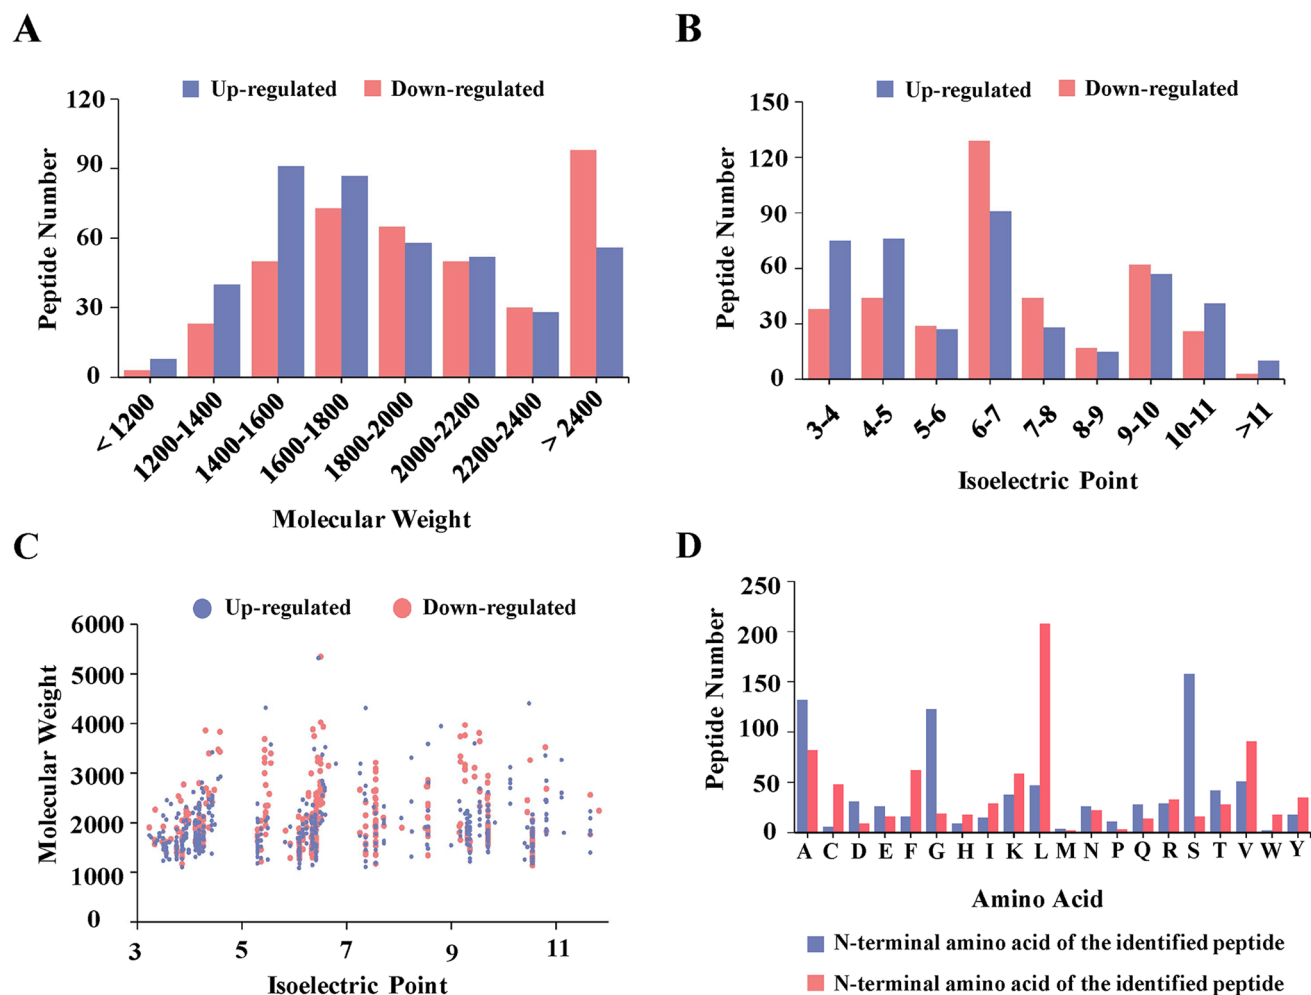 A
Up-regulated Down-regulated
120
90
60
30
0
Peptide Number
< 1200 1200-1400 1400-1600 1600-1800 1800-2000 2000-2200 2200-2400 > 2400
Molecular Weight
B
Up-regulated Down-regulated
150
120
90
60
30
0
Peptide Number
3-4 4-5 5-6 6-7 7-8 8-9 9-10 10-11 >11
Isoelectric Point
C
Up-regulated Down-regulated
6000
5000
4000
3000
2000
1000
0
Molecular Weight
3 5 7 9 11
Isoelectric Point
D
250
200
150
100
50
0
Peptide Number
A C D E F G H I K L M N P Q R S T V W Y
Amino Acid
N-terminal amino acid of the identified peptide
N-terminal amino acid of the identified peptide